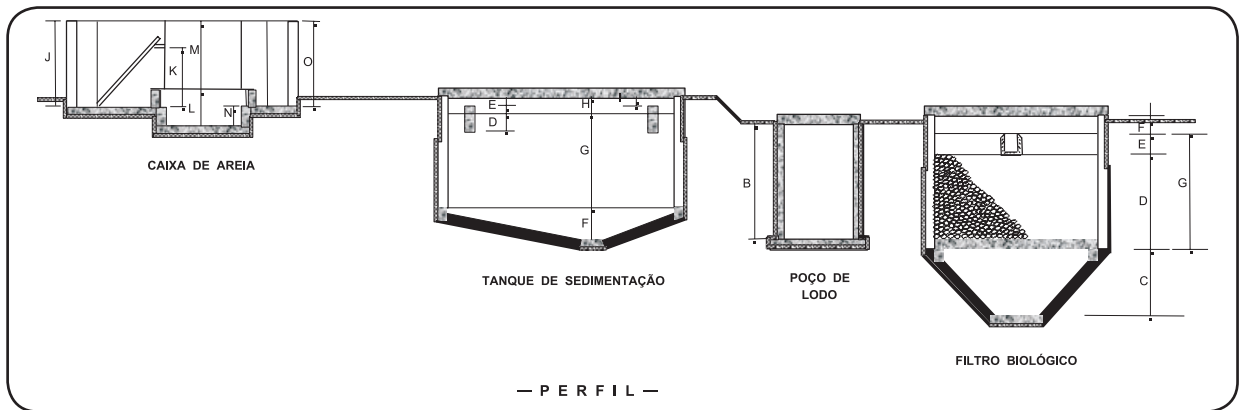 J
K
M
L
N
O
CAIXA DE AREIA
E
D
H
G
F
TANQUE DE SEDIMENTAÇÃO
B
POÇO DE
LODO
F
E
D
G
C
FILTRO BIOLÓGICO
— P E R F I L —